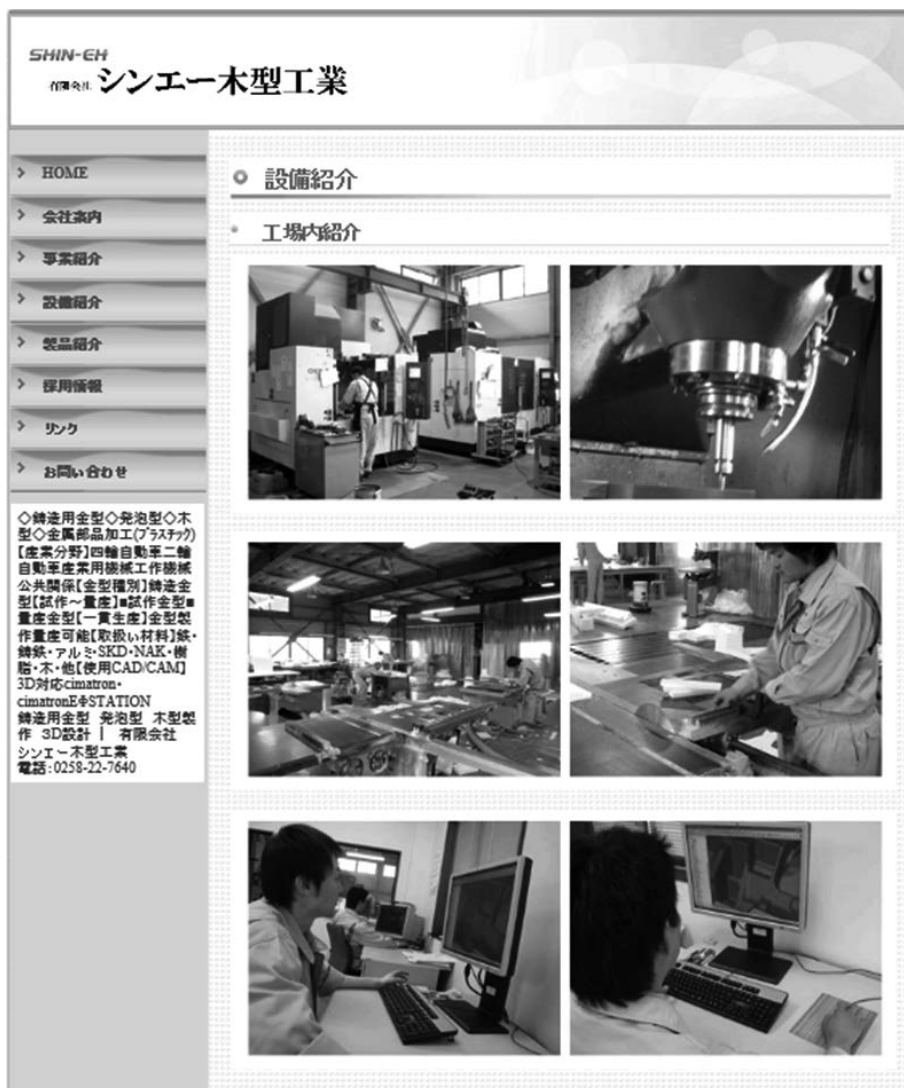 SHIN-EH
有限会社 シンエー木型工業
HOME
会社案内
事業紹介
設備紹介
製品紹介
採用情報
リンク
お問い合わせ
◇鋳造用金型◇発泡型◇木
型◇金属部品加工(プラスチック)
【産業分野】四輪自動車二輪
自動車産業用機械工作機械
公共関係【金型種別】鋳造金
型【試作～量産】■試作金型■
量産金型【一貫生産】金型製
作量産可能【取扱い材料】鉄・
鋳鉄・アルミ・SKD・NAK・樹
脂・木・他【使用CAD/CAM】
3D対応cimatron・
cimatronEΦSTATION
鋳造用金型 発泡型 木型製
作 3D設計 | 有限会社
シンエー木型工業
電話:0258-22-7640
設備紹介
工場内紹介